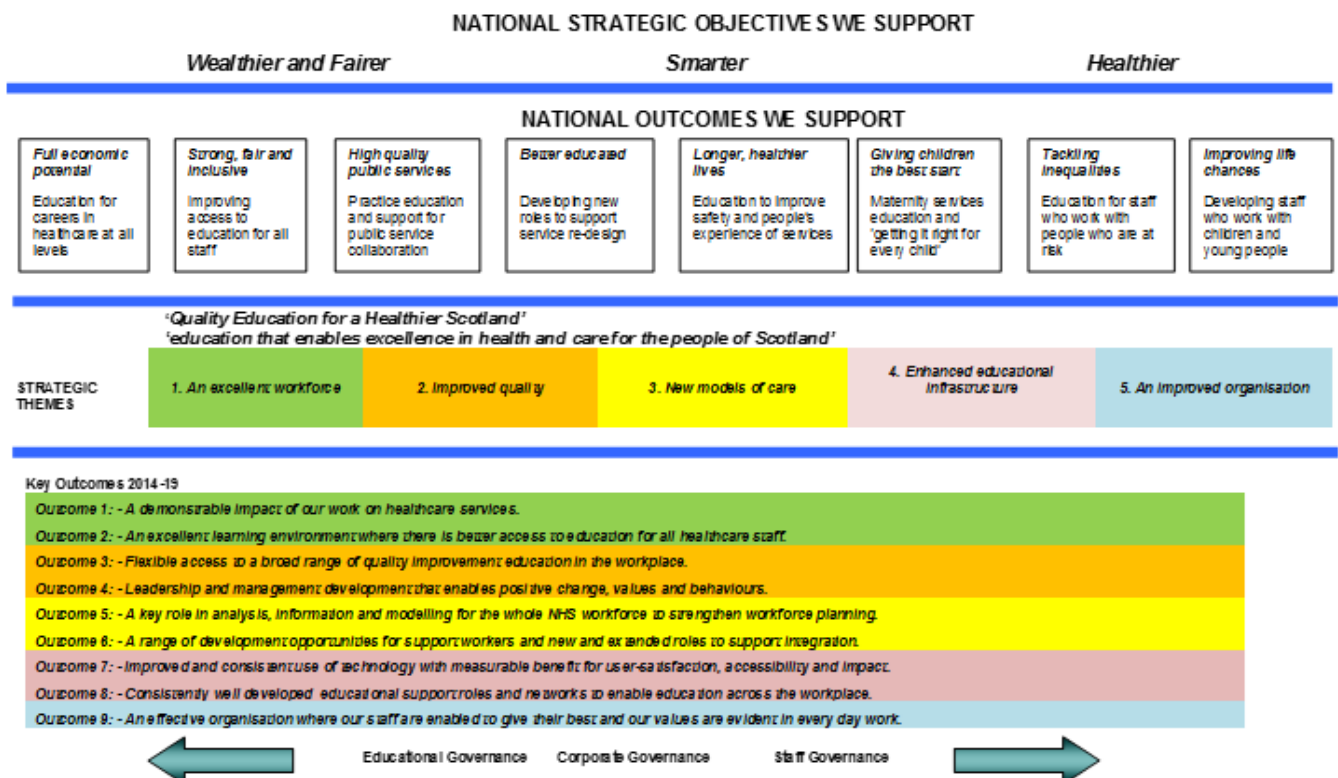 NATIONAL STRATEGIC OBJECTIVES WE SUPPORT
Wealthier and Fairer
Smarter
Healthier
NATIONAL OUTCOMES WE SUPPORT
Full economic
potential
Education for
careers in
healthcare at all
levels
Strong, fair and
inclusive
Improving
access to
education for all
staff
High quality
public services
Practice education
and support for
public service
collaboration
Better educated
Developing new
roles to support
service re-design
Longer, healthier
lives
Education to improve
safety and people's
experience of services
Giving children
the best start
Maternity services
education and
'getting it right for
every child'
Tackling
inequalities
Education for staff
who work with
people who are at
risk
Improving life
chances
Developing staff
who work with
children and
young people
'Quality Education for a Healthier Scotland'
'education that enables excellence in health and care for the people of Scotland'
STRATEGIC
THEMES
1. An excellent workforce
2. Improved quality
3. New models of care
4. Enhanced educational
infrastructure
5. An improved organisation
Key Outcomes 2014-19
Outcome 1: - A demonstrable impact of our work on healthcare services.
Outcome 2: - An excellent learning environment where there is better access to education for all healthcare staff.
Outcome 3: - Flexible access to a broad range of quality improvement education in the workplace.
Outcome 4: - Leadership and management development that enables positive change, values and behaviours.
Outcome 5: - A key role in analysis, information and modelling for the whole NHS workforce to strengthen workforce planning.
Outcome 6: - A range of development opportunities for support workers and new and extended roles to support integration.
Outcome 7: - Improved and consistent use of technology with measurable benefit for user-satisfaction, accessibility and impact.
Outcome 8: - Consistently well developed educational support roles and networks to enable education across the workplace.
Outcome 9: - An effective organisation where our staff are enabled to give their best and our values are evident in every day work.
Educational Governance
Corporate Governance
Staff Governance